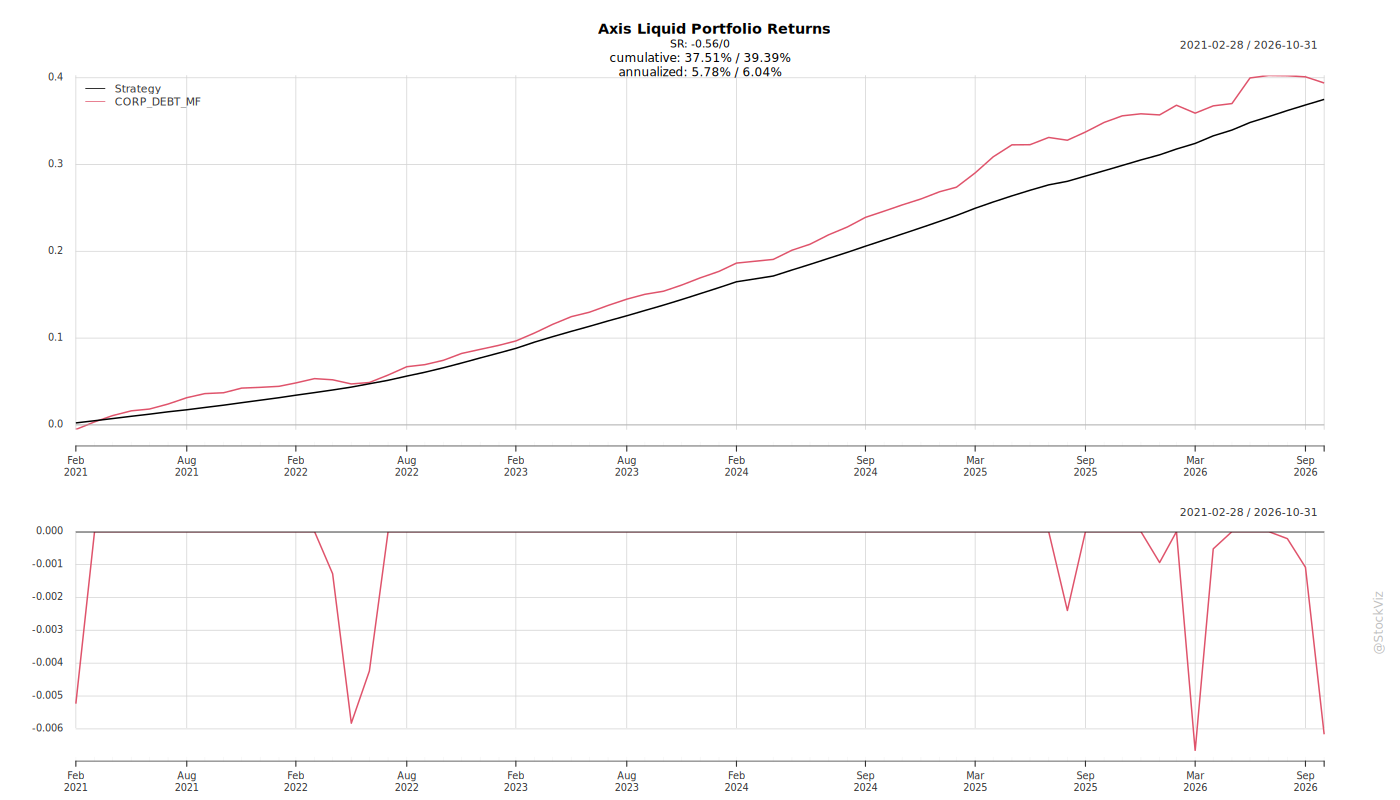 Axis Liquid Portfolio Returns
SR: -0.56/0
cumulative: 37.51% / 39.39%
annualized: 5.78% / 6.04%
2021-02-28 / 2026-10-31
Strategy
CORP_DEBT_MF
0.4
0.3
0.2
0.1
0.0
Feb Aug Feb Aug Feb Aug Feb Sep Mar Sep Mar Sep
2021 2021 2022 2022 2023 2023 2024 2024 2025 2025 2026 2026
2021-02-28 / 2026-10-31
0.000
-0.001
-0.002
-0.003
-0.004
-0.005
-0.006
Feb Aug Feb Aug Feb Aug Feb Sep Mar Sep Mar Sep
2021 2021 2022 2022 2023 2023 2024 2024 2025 2025 2026 2026
@StockViz